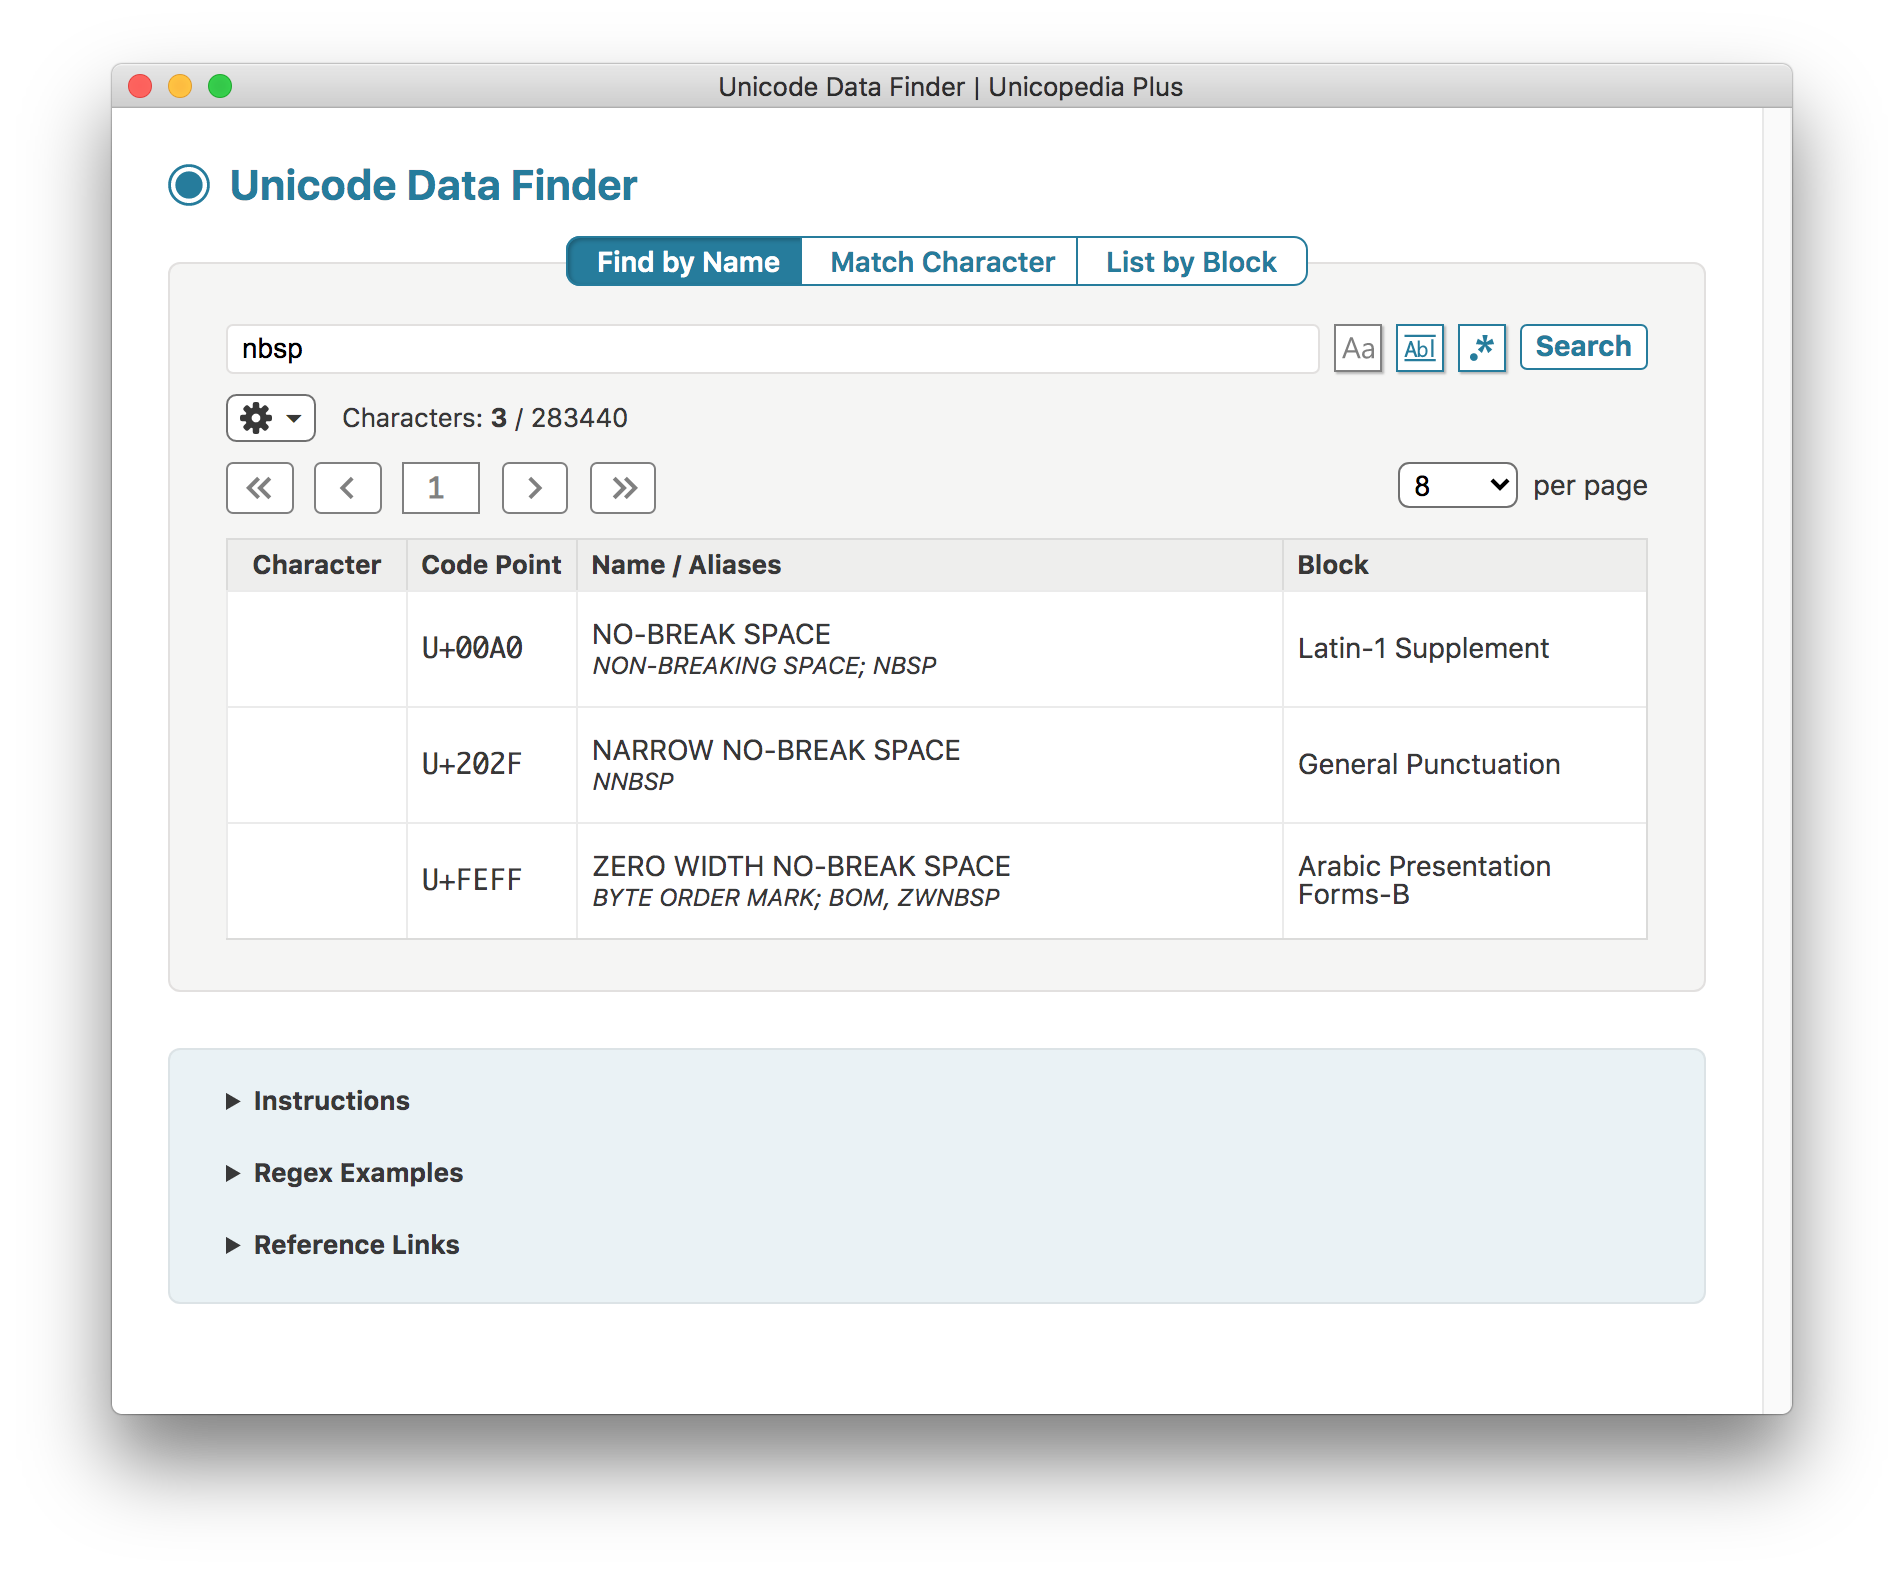 Unicode Data Finder | Unicopedia Plus
Unicode Data Finder
Find by Name Match Character List by Block
nbsp Aa Abl .* Search
Characters: 3 / 283440
« ‹ 1 › » 8 per page
Character Code Point Name / Aliases Block
U+00A0 NO-BREAK SPACE Latin-1 Supplement
NON-BREAKING SPACE; NBSP
U+202F NARROW NO-BREAK SPACE General Punctuation
NNBSP
U+FEFF ZERO WIDTH NO-BREAK SPACE Arabic Presentation
BYTE ORDER MARK; BOM, ZWNBSP Forms-B
Instructions
Regex Examples
Reference Links